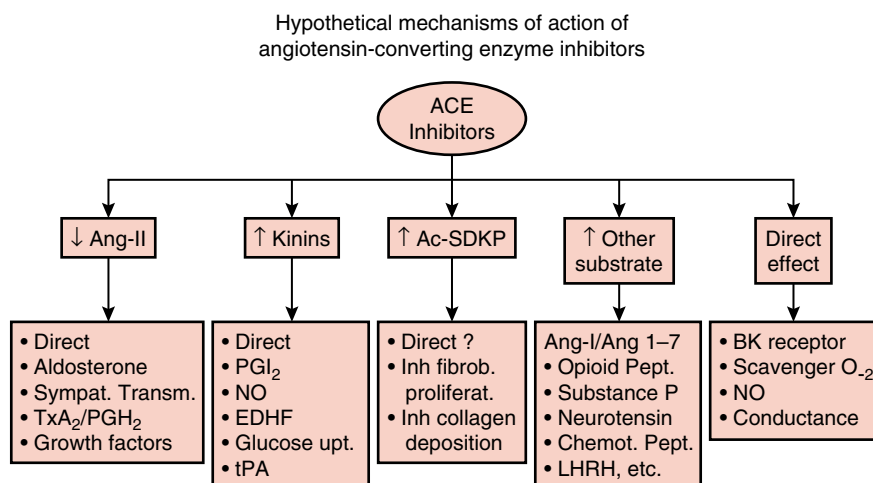 Hypothetical mechanisms of action of
angiotensin-converting enzyme inhibitors
ACE
Inhibitors
↓ Ang-II
↑ Kinins
↑ Ac-SDKP
↑ Other
substrate
Direct
effect
• Direct
• Aldosterone
• Sympat. Transm.
• TxA₂/PGH₂
• Growth factors
• Direct
• PGI₂
• NO
• EDHF
• Glucose upt.
• tPA
• Direct ?
• Inh fibrob.
proliferat.
• Inh collagen
deposition
Ang-I/Ang 1–7
• Opioid Pept.
• Substance P
• Neurotensin
• Chemot. Pept.
• LHRH, etc.
• BK receptor
• Scavenger O₋₂
• NO
• Conductance